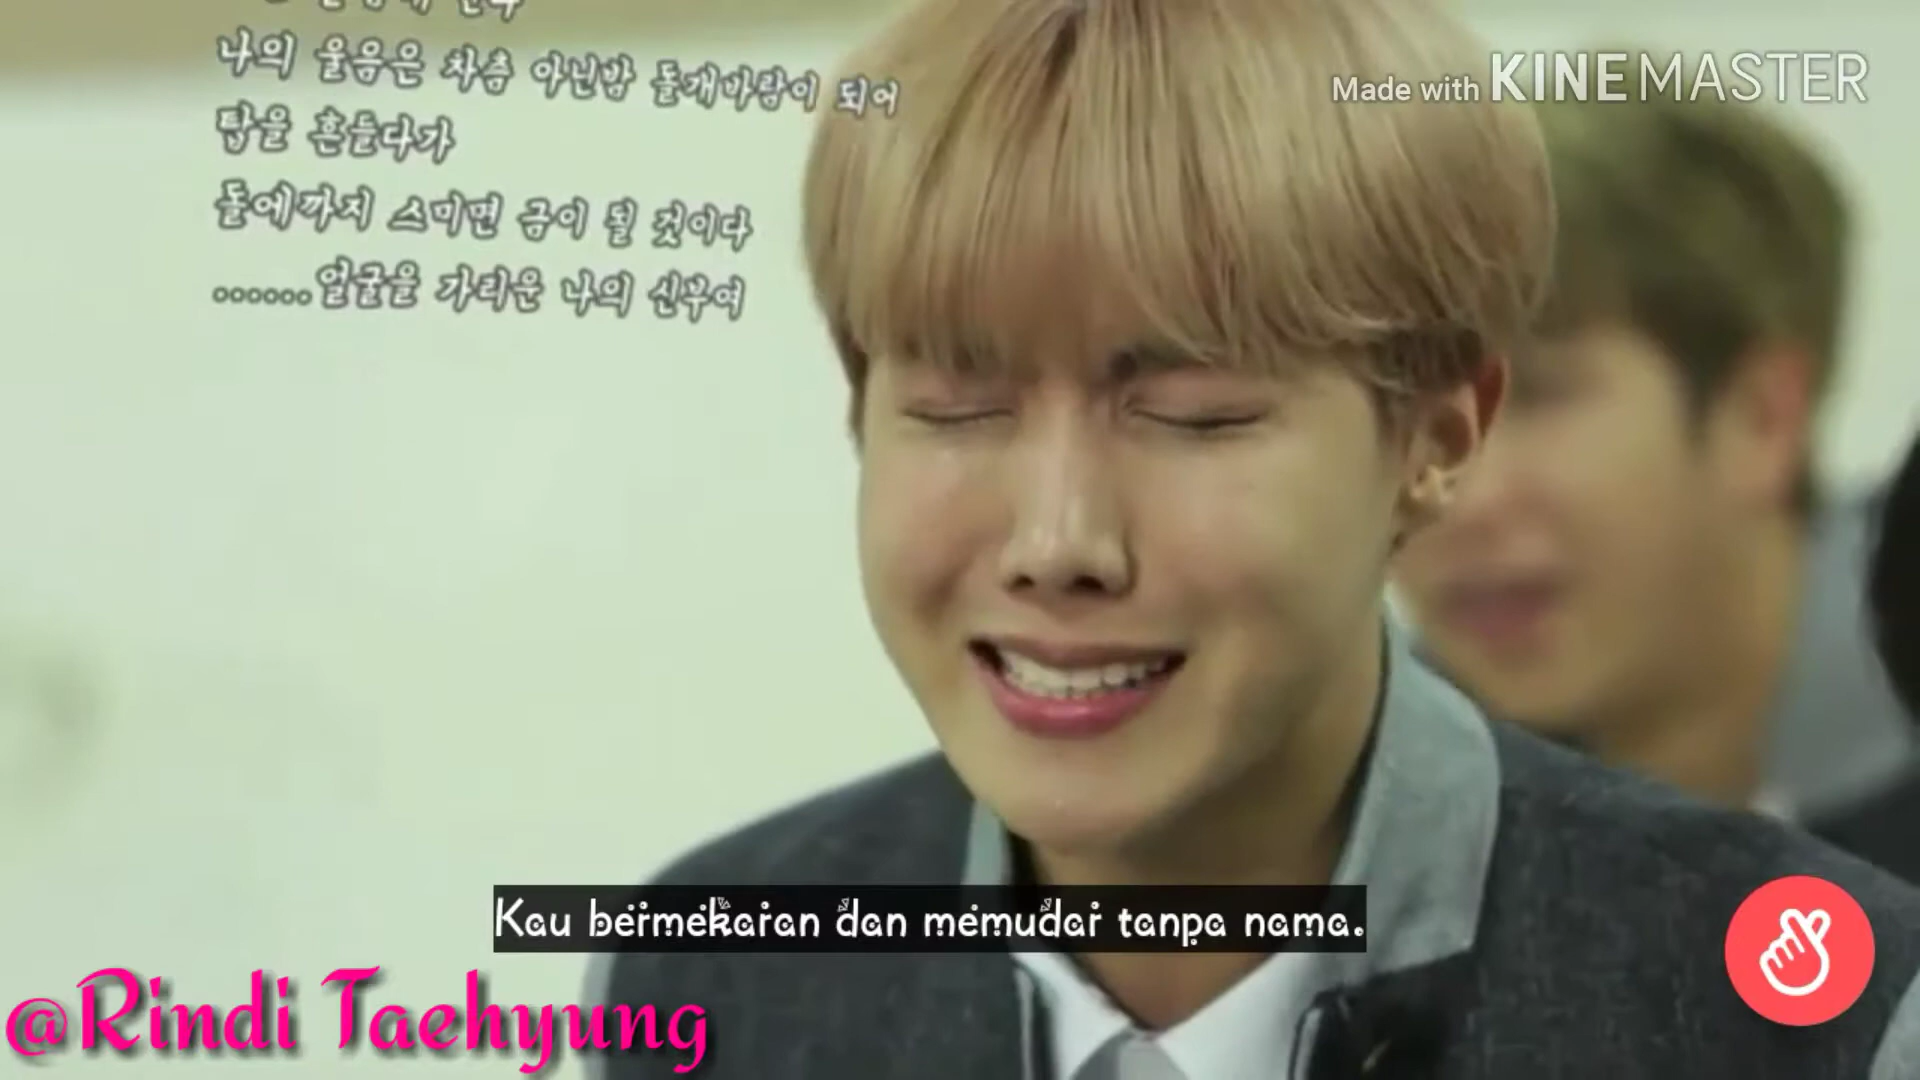 나의 울음은 차츰 아닌밤 돌개바람이 되어
탑을 흔들다가
돌에까지 스미면 금이 될 것이다
......얼굴을 가리운 나의 신부여
Made with KINEMASTER
Kau bermekaran dan memudar tanpa nama.
@Rindi Taehyung